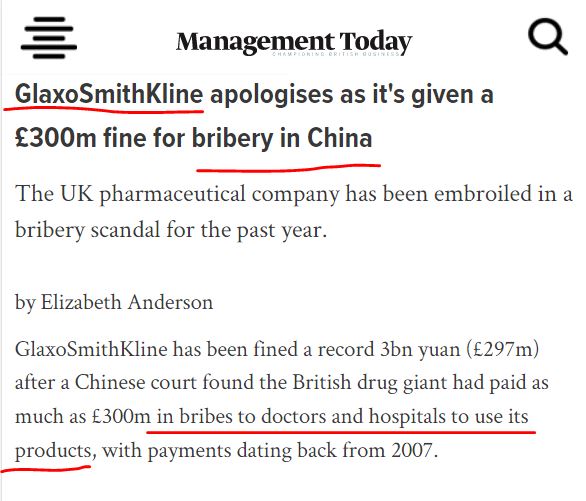 Management Today
CHAMPIONING BRITISH BUSINESS
GlaxoSmithKline apologises as it's given a
£300m fine for bribery in China
The UK pharmaceutical company has been embroiled in a
bribery scandal for the past year.
by Elizabeth Anderson
GlaxoSmithKline has been fined a record 3bn yuan (£297m)
after a Chinese court found the British drug giant had paid as
much as £300m in bribes to doctors and hospitals to use its
products, with payments dating back from 2007.